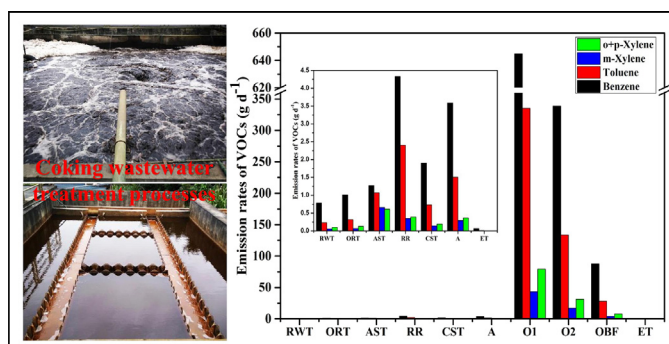 Coking wastewater
treatment processes
Emission rates of VOCs (g d⁻¹)
660
640
620
350
300
250
200
150
100
50
0
RWT ORT AST RR CST A O1 O2 OBF ET
o+p-Xylene
m-Xylene
Toluene
Benzene
Emission rates of VOCs (g d⁻¹)
4.5
4.0
3.5
3.0
2.5
2.0
1.5
1.0
0.5
0.0
RWT ORT AST RR CST A ET